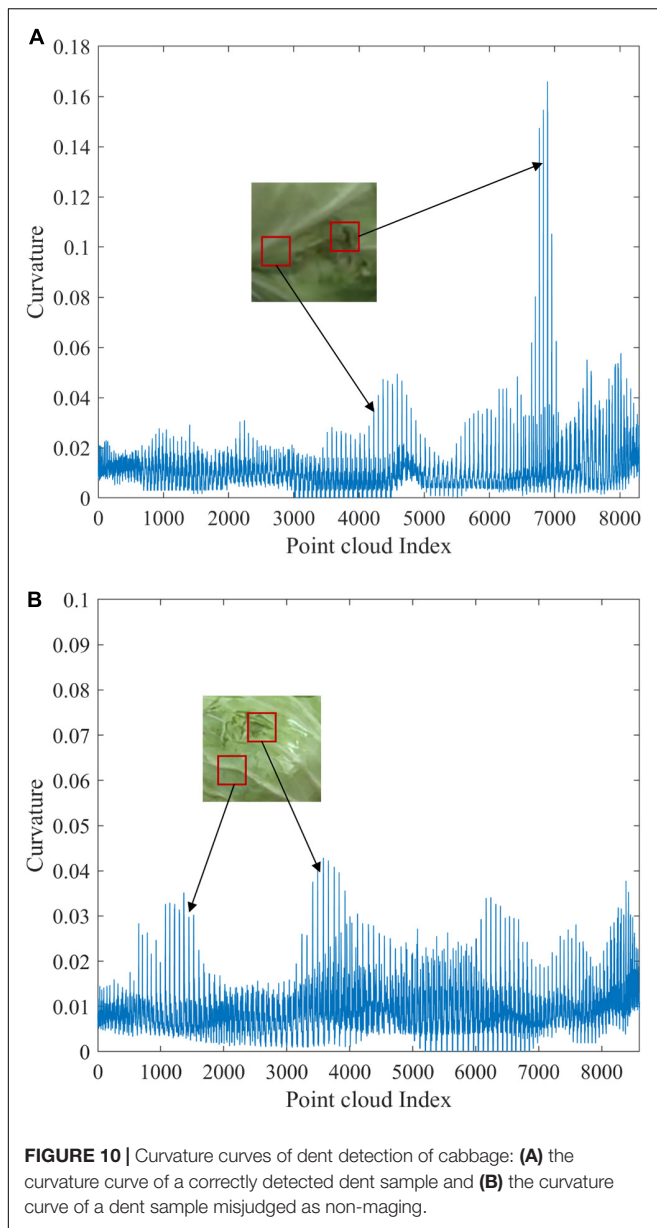 A
0.18
0.16
0.14
0.12
0.1
0.08
0.06
0.04
0.02
0
Curvature
0 1000 2000 3000 4000 5000 6000 7000 8000
Point cloud Index
B
0.1
0.09
0.08
0.07
0.06
0.05
0.04
0.03
0.02
0.01
0
Curvature
0 1000 2000 3000 4000 5000 6000 7000 8000
Point cloud Index
FIGURE 10 | Curvature curves of dent detection of cabbage: (A) the
curvature curve of a correctly detected dent sample and (B) the curvature
curve of a dent sample misjudged as non-maging.